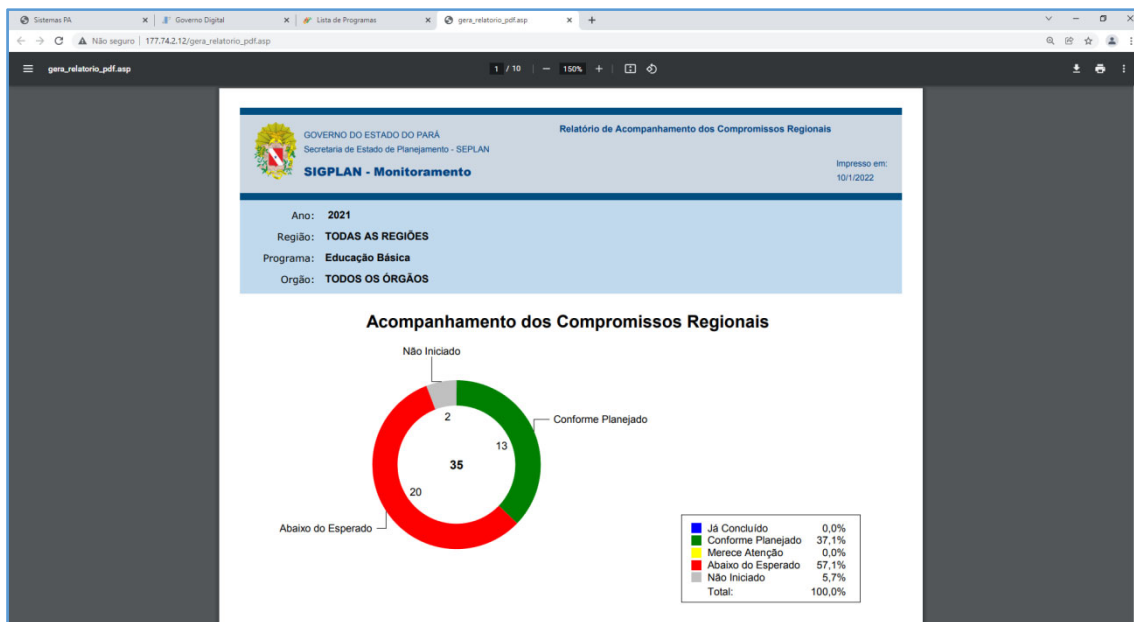 Sistemas PA
Governo Digital
Lista de Programas
gera_relatorio_pdf.asp
Não seguro | 177.74.2.12/gera_relatorio_pdf.asp
gera_relatorio_pdf.asp
1 / 10
150%
GOVERNO DO ESTADO DO PARÁ
Secretaria de Estado de Planejamento - SEPLAN
SIGPLAN - Monitoramento
Relatório de Acompanhamento dos Compromissos Regionais
Impresso em:
10/1/2022
Ano: 2021
Região: TODAS AS REGIÕES
Programa: Educação Básica
Orgão: TODOS OS ÓRGÃOS
Acompanhamento dos Compromissos Regionais
Não Iniciado
2
Conforme Planejado
13
35
20
Abaixo do Esperado
Já Concluído 0,0%
Conforme Planejado 37,1%
Merece Atenção 0,0%
Abaixo do Esperado 57,1%
Não Iniciado 5,7%
Total: 100,0%